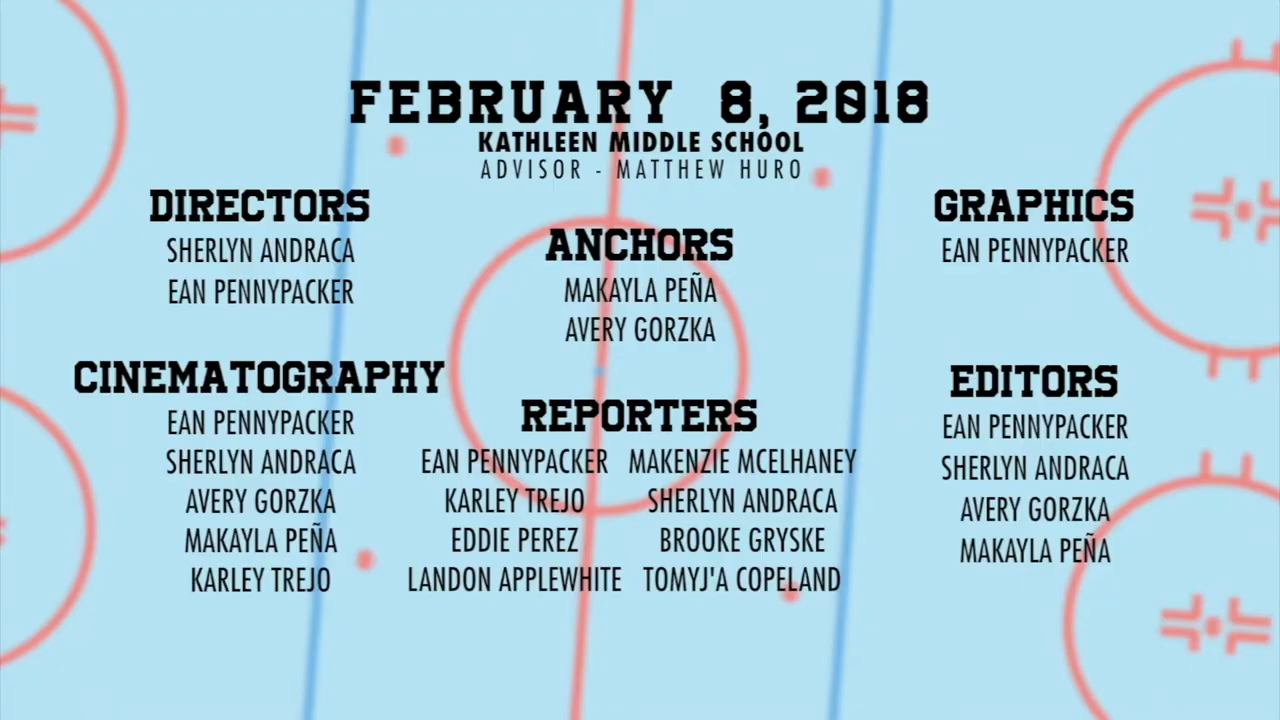 FEBRUARY 8, 2018
KATHLEEN MIDDLE SCHOOL
ADVISOR - MATTHEW HURO
DIRECTORS
SHERLYN ANDRACA
EAN PENNYPACKER
CINEMATOGRAPHY
EAN PENNYPACKER
SHERLYN ANDRACA
AVERY GORZKA
MAKAYLA PEÑA
KARLEY TREJO
ANCHORS
MAKAYLA PEÑA
AVERY GORZKA
REPORTERS
EAN PENNYPACKER MAKENZIE MCELHANEY
KARLEY TREJO SHERLYN ANDRACA
EDDIE PEREZ BROOKE GRYSKE
LANDON APPLEWHITE TOMYJ'A COPELAND
GRAPHICS
EAN PENNYPACKER
EDITORS
EAN PENNYPACKER
SHERLYN ANDRACA
AVERY GORZKA
MAKAYLA PEÑA